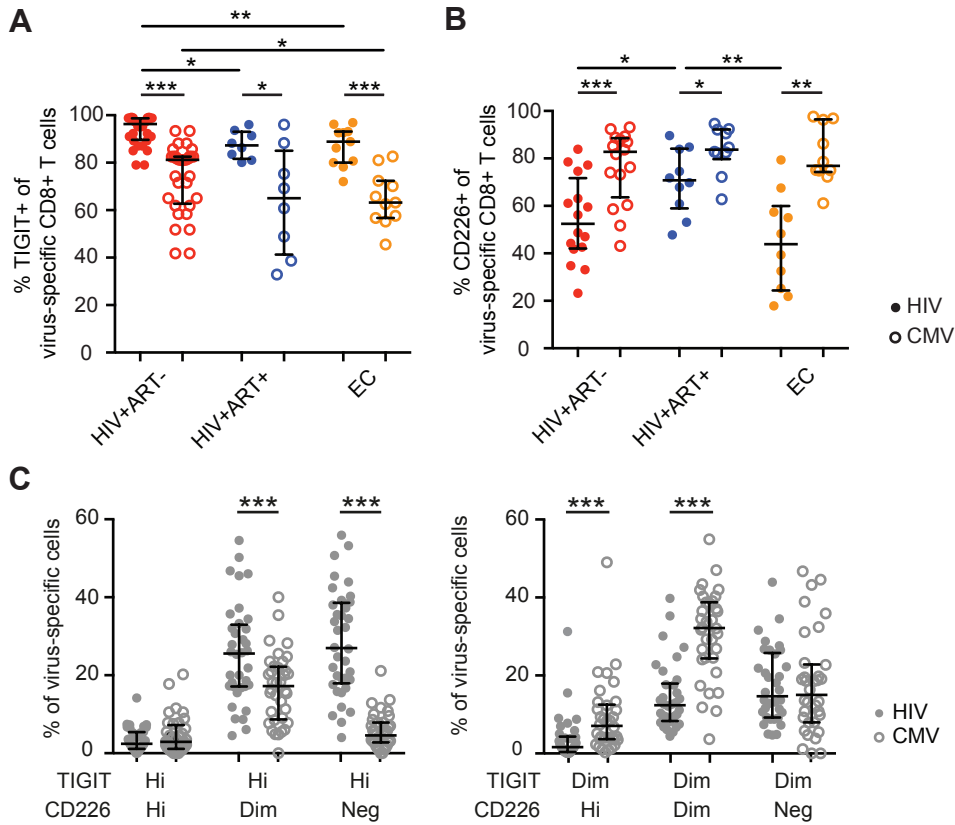 A
**
*
*
***
*
***
100
80
60
40
20
0
% TIGIT+ of
virus-specific CD8+ T cells
HIV+ART-
HIV+ART+
EC
B
*
**
***
*
**
100
80
60
40
20
0
% CD226+ of
virus-specific CD8+ T cells
HIV+ART-
HIV+ART+
EC
HIV
CMV
C
***
***
60
40
20
0
% of virus-specific cells
TIGIT Hi Hi Hi
CD226 Hi Dim Neg
***
***
60
40
20
0
% of virus-specific cells
HIV
CMV
TIGIT Dim Dim Dim
CD226 Hi Dim Neg